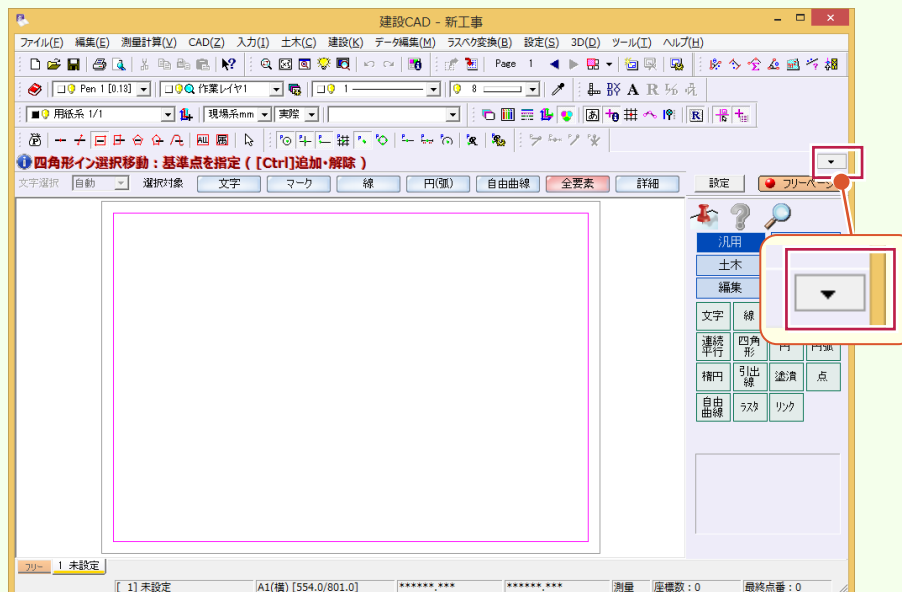 建設CAD - 新工事
ファイル(F) 編集(E) 測量計算(V) CAD(Z) 入力(I) 土木(C) 建設(K) データ編集(M) ラスベク変換(B) 設定(S) 3D(D) ツール(T) ヘルプ(H)
Page 1
Pen 1 [0.13] 作業レイヤ1 1 8
用紙系 1/1 現場系mm 実際
四角形イン選択移動：基準点を指定 ( [Ctrl]追加・解除 )
文字選択 自動 選択対象 文字 マーク 線 円(弧) 自由曲線 全要素 詳細 設定 フリーページ
汎用
土木
編集
文字 線
連続平行 四角形 円 円弧
楕円 引出線 塗潰 点
自由曲線 ラスタ リンク
フリー 1 未設定
[ 1] 未設定 A1(横) [554.0/801.0] ******.*** ******.*** 測量 座標数：0 最終点番：0